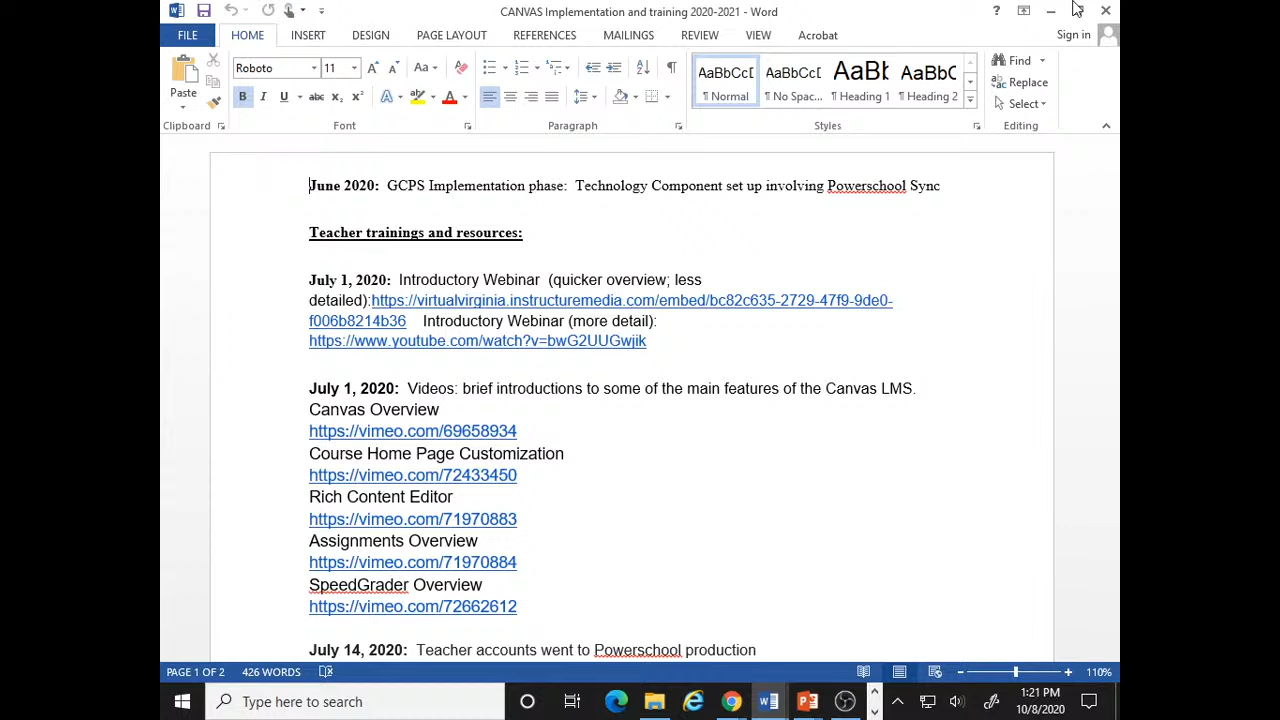 CANVAS Implementation and training 2020-2021 - Word
Sign in
FILE HOME INSERT DESIGN PAGE LAYOUT REFERENCES MAILINGS REVIEW VIEW Acrobat
Roboto 11
Paste
AaBbCcD AaBbCcD AaBb AaBbC
¶ Normal ¶ No Spac... ¶ Heading 1 ¶ Heading 2
Find
Replace
Select
Clipboard Font Paragraph Styles Editing
June 2020: GCPS Implementation phase: Technology Component set up involving Powerschool Sync
Teacher trainings and resources:
July 1, 2020: Introductory Webinar (quicker overview; less
detailed):https://virtualvirginia.instructuremedia.com/embed/bc82c635-2729-47f9-9de0-
f006b8214b36 Introductory Webinar (more detail):
https://www.youtube.com/watch?v=bwG2UUGwjik
July 1, 2020: Videos: brief introductions to some of the main features of the Canvas LMS.
Canvas Overview
https://vimeo.com/69658934
Course Home Page Customization
https://vimeo.com/72433450
Rich Content Editor
https://vimeo.com/71970883
Assignments Overview
https://vimeo.com/71970884
SpeedGrader Overview
https://vimeo.com/72662612
July 14, 2020: Teacher accounts went to Powerschool production
PAGE 1 OF 2 426 WORDS 110%
Type here to search
1:21 PM
10/8/2020